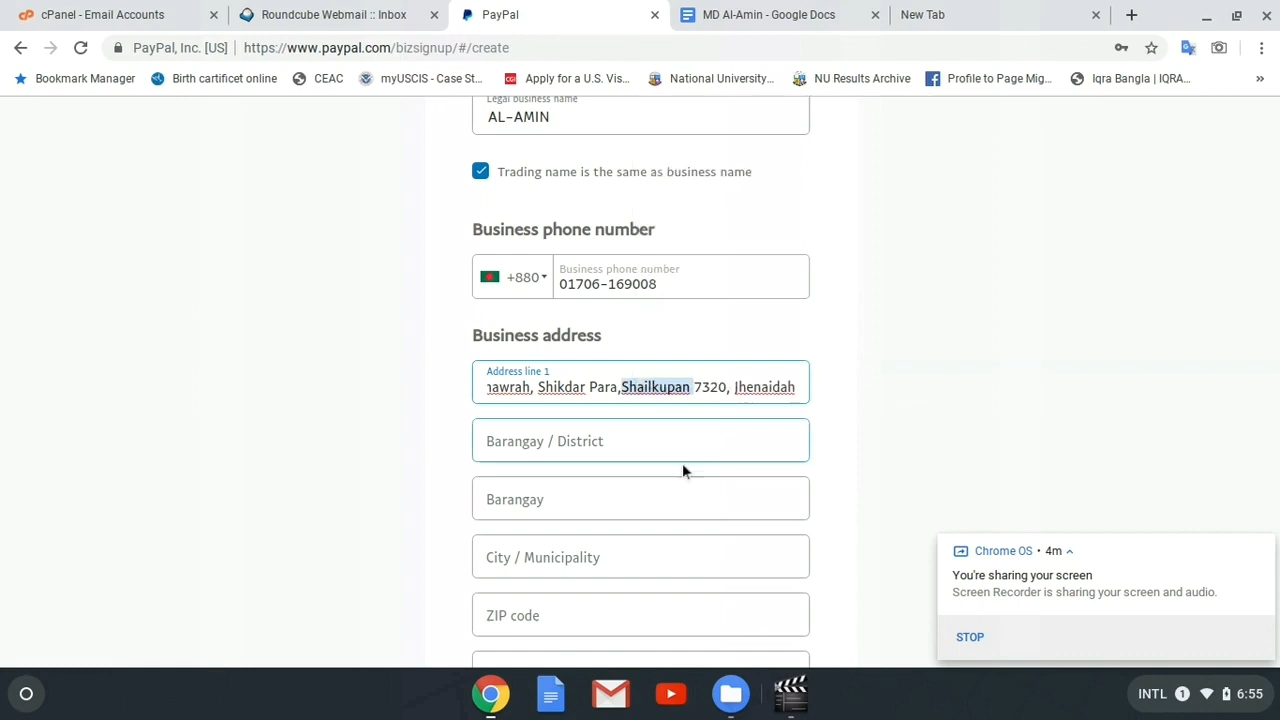 cPanel - Email Accounts
Roundcube Webmail :: Inbox
PayPal
MD Al-Amin - Google Docs
New Tab
PayPal, Inc. [US]
https://www.paypal.com/bizsignup/#/create
Bookmark Manager
Birth certificet online
CEAC
myUSCIS - Case St...
Apply for a U.S. Vis...
National University...
NU Results Archive
Profile to Page Mig...
Iqra Bangla | IQRA...
»
Legal business name
AL-AMIN
Trading name is the same as business name
Business phone number
+880
Business phone number
01706-169008
Business address
Address line 1
Shikdar Para,Shailkupan 7320, Jhenaidah
Barangay / District
Barangay
City / Municipality
ZIP code
Chrome OS • 4m
You're sharing your screen
Screen Recorder is sharing your screen and audio.
STOP
INTL 1 6:55